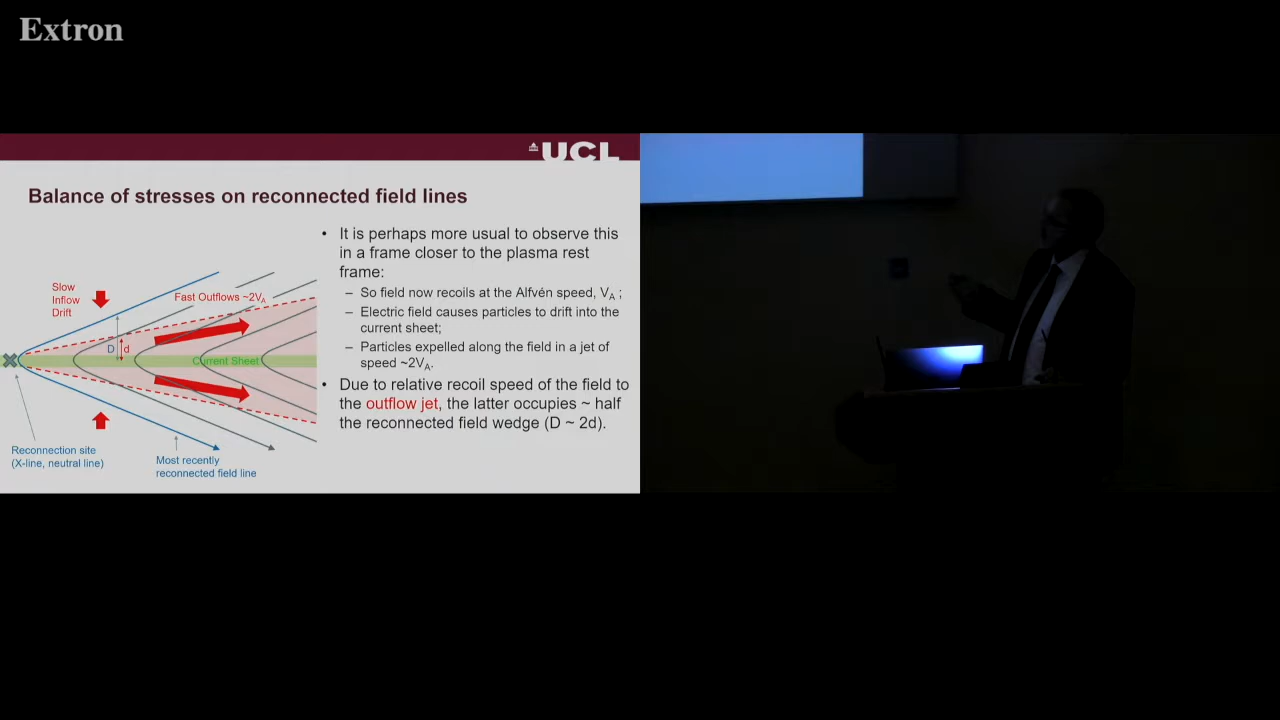 Extron
UCL
Balance of stresses on reconnected field lines
• It is perhaps more usual to observe this
in a frame closer to the plasma rest
frame:
– So field now recoils at the Alfvén speed, VA ;
– Electric field causes particles to drift into the
current sheet;
– Particles expelled along the field in a jet of
speed ~2VA.
• Due to relative recoil speed of the field to
the outflow jet, the latter occupies ~ half
the reconnected field wedge (D ~ 2d).
Slow
Inflow
Drift
Fast Outflows ~2VA
D
d
Current Sheet
Reconnection site
(X-line, neutral line)
Most recently
reconnected field line